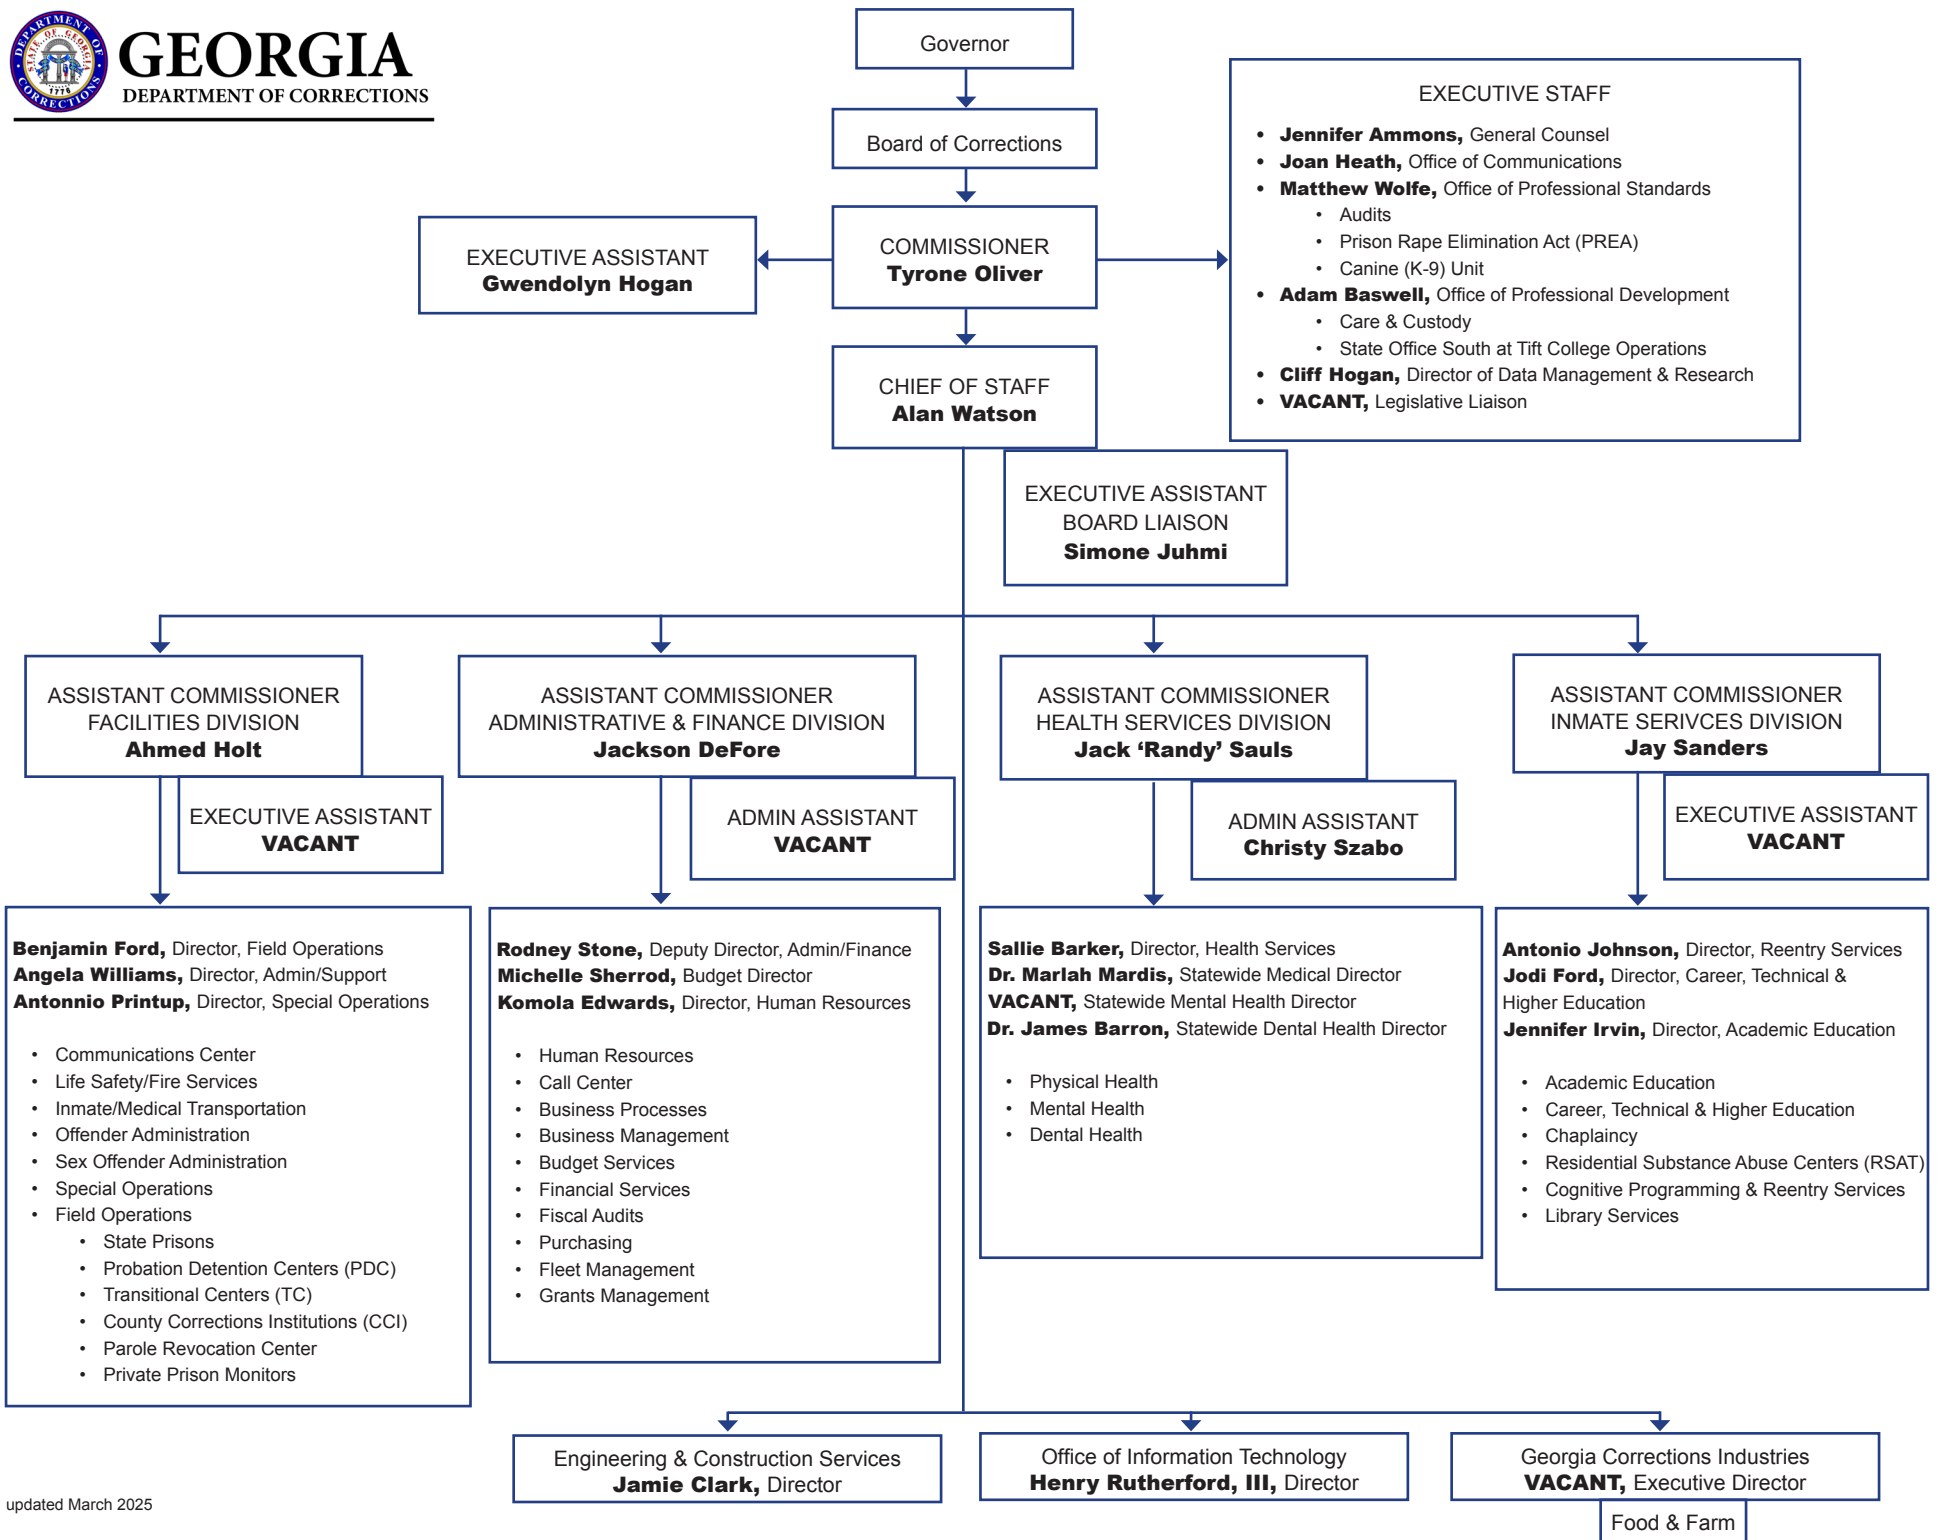 DEPARTMENT OF CORRECTIONS
STATE OF GEORGIA
1776
GEORGIA
DEPARTMENT OF CORRECTIONS
Governor
Board of Corrections
COMMISSIONER
Tyrone Oliver
EXECUTIVE ASSISTANT
Gwendolyn Hogan
EXECUTIVE STAFF
• Jennifer Ammons, General Counsel
• Joan Heath, Office of Communications
• Matthew Wolfe, Office of Professional Standards
• Audits
• Prison Rape Elimination Act (PREA)
• Canine (K-9) Unit
• Adam Baswell, Office of Professional Development
• Care & Custody
• State Office South at Tift College Operations
• Cliff Hogan, Director of Data Management & Research
• VACANT, Legislative Liaison
CHIEF OF STAFF
Alan Watson
EXECUTIVE ASSISTANT
BOARD LIAISON
Simone Juhmi
ASSISTANT COMMISSIONER
FACILITIES DIVISION
Ahmed Holt
EXECUTIVE ASSISTANT
VACANT
Benjamin Ford, Director, Field Operations
Angela Williams, Director, Admin/Support
Antonnio Printup, Director, Special Operations
• Communications Center
• Life Safety/Fire Services
• Inmate/Medical Transportation
• Offender Administration
• Sex Offender Administration
• Special Operations
• Field Operations
• State Prisons
• Probation Detention Centers (PDC)
• Transitional Centers (TC)
• County Corrections Institutions (CCI)
• Parole Revocation Center
• Private Prison Monitors
ASSISTANT COMMISSIONER
ADMINISTRATIVE & FINANCE DIVISION
Jackson DeFore
ADMIN ASSISTANT
VACANT
Rodney Stone, Deputy Director, Admin/Finance
Michelle Sherrod, Budget Director
Komola Edwards, Director, Human Resources
• Human Resources
• Call Center
• Business Processes
• Business Management
• Budget Services
• Financial Services
• Fiscal Audits
• Purchasing
• Fleet Management
• Grants Management
ASSISTANT COMMISSIONER
HEALTH SERVICES DIVISION
Jack ‘Randy’ Sauls
ADMIN ASSISTANT
Christy Szabo
Sallie Barker, Director, Health Services
Dr. Marlah Mardis, Statewide Medical Director
VACANT, Statewide Mental Health Director
Dr. James Barron, Statewide Dental Health Director
• Physical Health
• Mental Health
• Dental Health
ASSISTANT COMMISSIONER
INMATE SERIVCES DIVISION
Jay Sanders
EXECUTIVE ASSISTANT
VACANT
Antonio Johnson, Director, Reentry Services
Jodi Ford, Director, Career, Technical &
Higher Education
Jennifer Irvin, Director, Academic Education
• Academic Education
• Career, Technical & Higher Education
• Chaplaincy
• Residential Substance Abuse Centers (RSAT)
• Cognitive Programming & Reentry Services
• Library Services
Engineering & Construction Services
Jamie Clark, Director
Office of Information Technology
Henry Rutherford, III, Director
Georgia Corrections Industries
VACANT, Executive Director
Food & Farm
updated March 2025